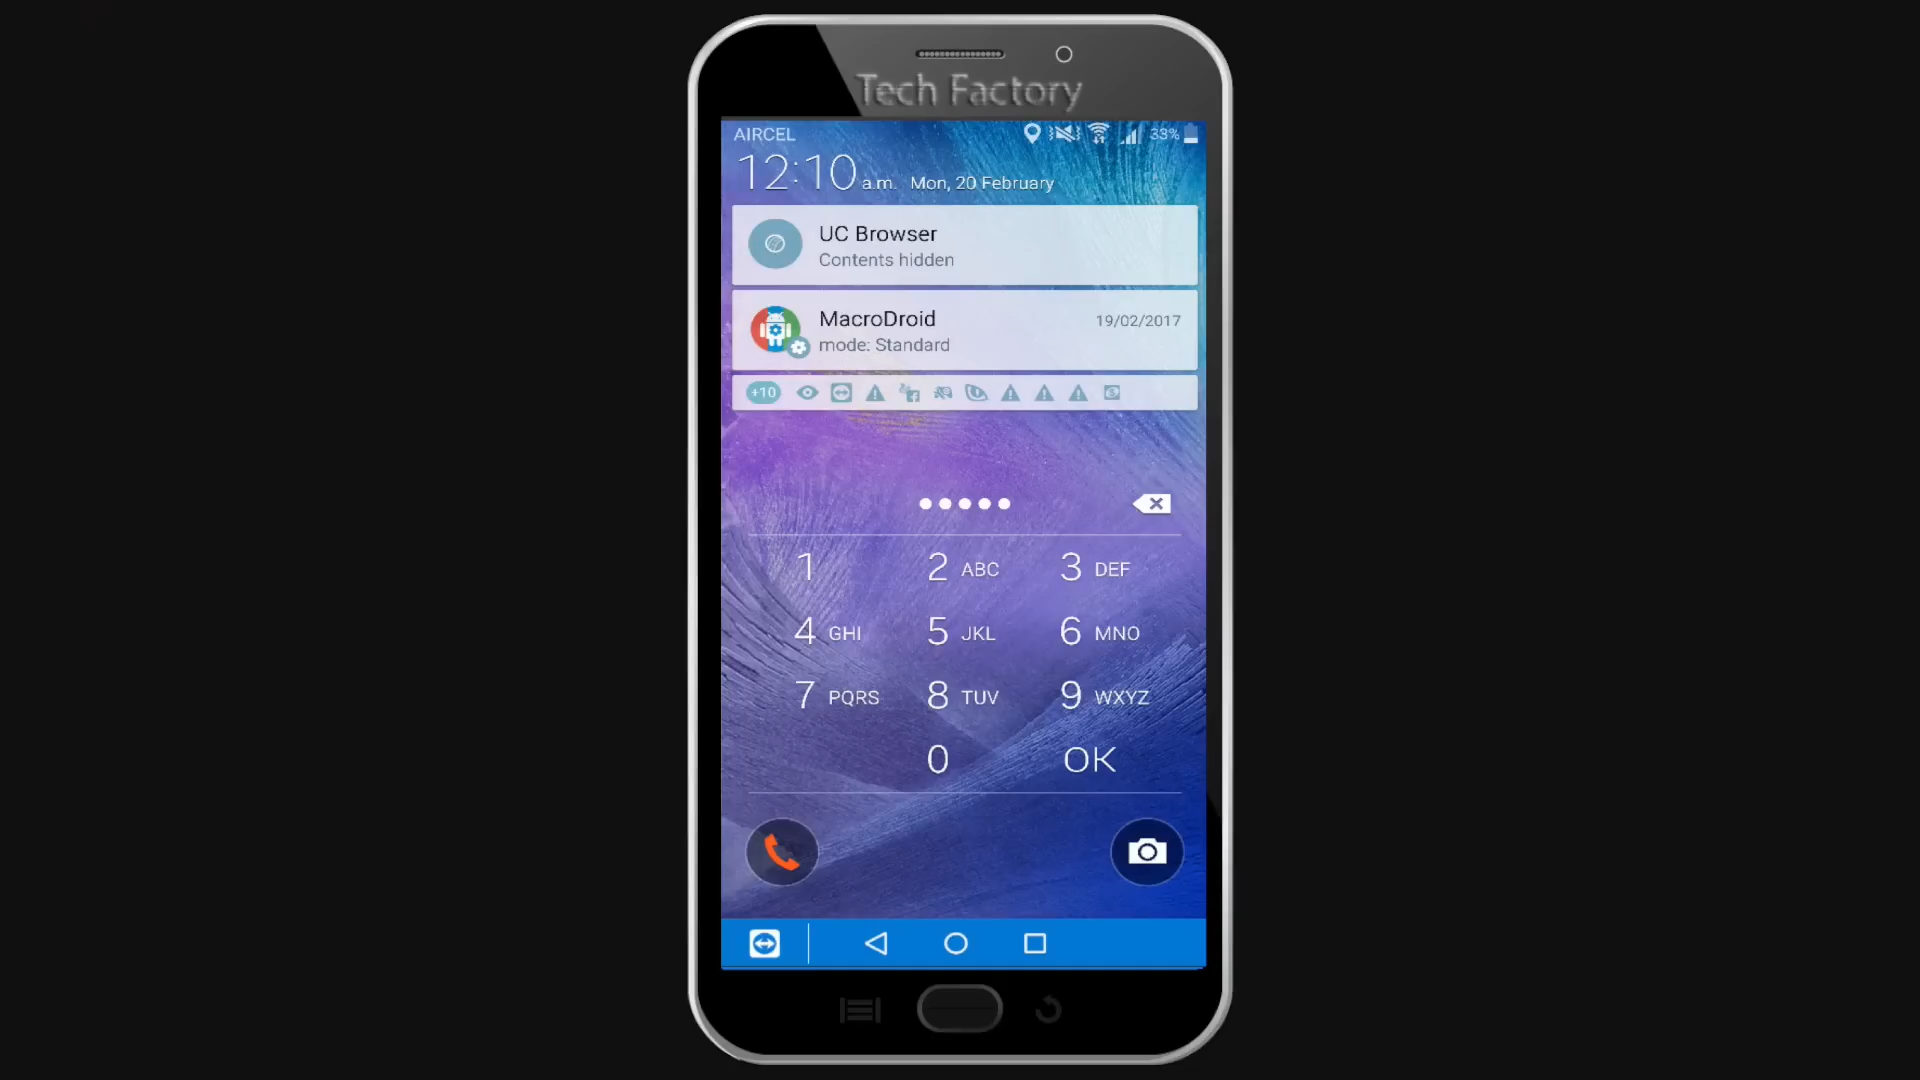 Tech Factory
AIRCEL
33%
12:10 a.m. Mon, 20 February
UC Browser
Contents hidden
MacroDroid
19/02/2017
mode: Standard
+10
1
2 ABC
3 DEF
4 GHI
5 JKL
6 MNO
7 PQRS
8 TUV
9 WXYZ
0
OK